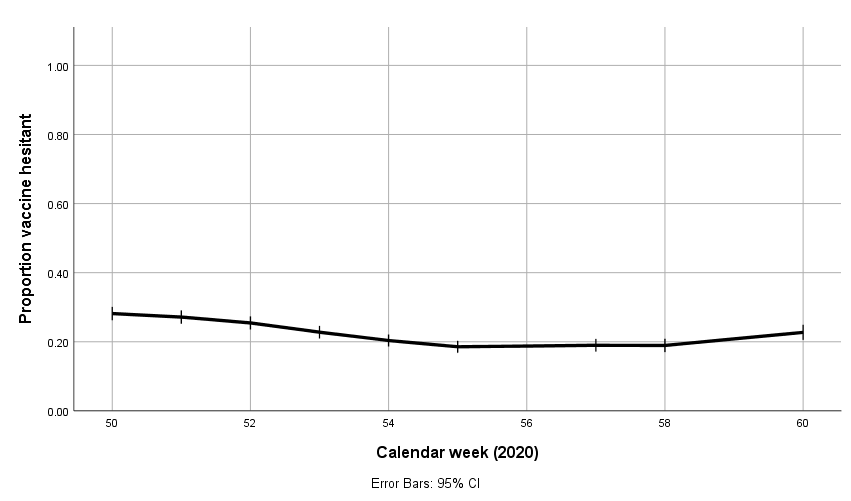 Proportion vaccine hesitant
1.00
0.80
0.60
0.40
0.20
0.00
50 52 54 56 58 60
Calendar week (2020)
Error Bars: 95% CI